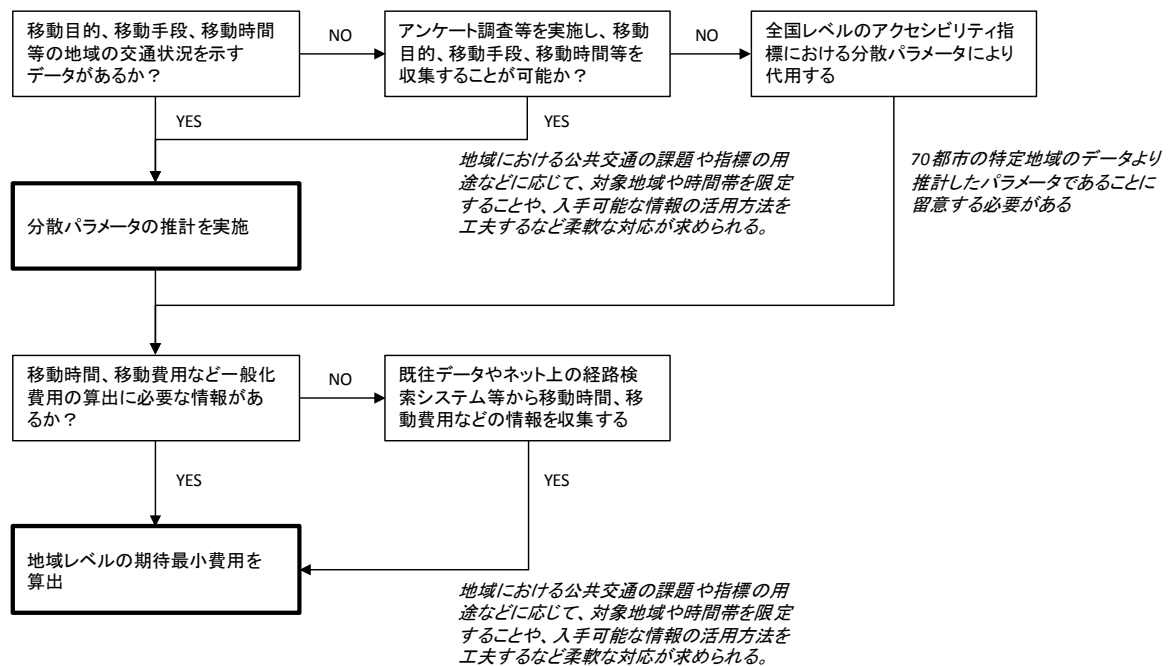 移動目的、移動手段、移動時間
等の地域の交通状況を示す
データがあるか？
NO
アンケート調査等を実施し、移動
目的、移動手段、移動時間等を
収集することが可能か？
NO
全国レベルのアクセシビリティ指
標における分散パラメータにより
代用する
YES
YES
地域における公共交通の課題や指標の用
途などに応じて、対象地域や時間帯を限定
することや、入手可能な情報の活用方法を
工夫するなど柔軟な対応が求められる。
70都市の特定地域のデータより
推計したパラメータであることに
留意する必要がある
分散パラメータの推計を実施
移動時間、移動費用など一般化
費用の算出に必要な情報があ
るか？
NO
既往データやネット上の経路検
索システム等から移動時間、移
動費用などの情報を収集する
YES
YES
地域レベルの期待最小費用を
算出
地域における公共交通の課題や指標の用
途などに応じて、対象地域や時間帯を限定
することや、入手可能な情報の活用方法を
工夫するなど柔軟な対応が求められる。